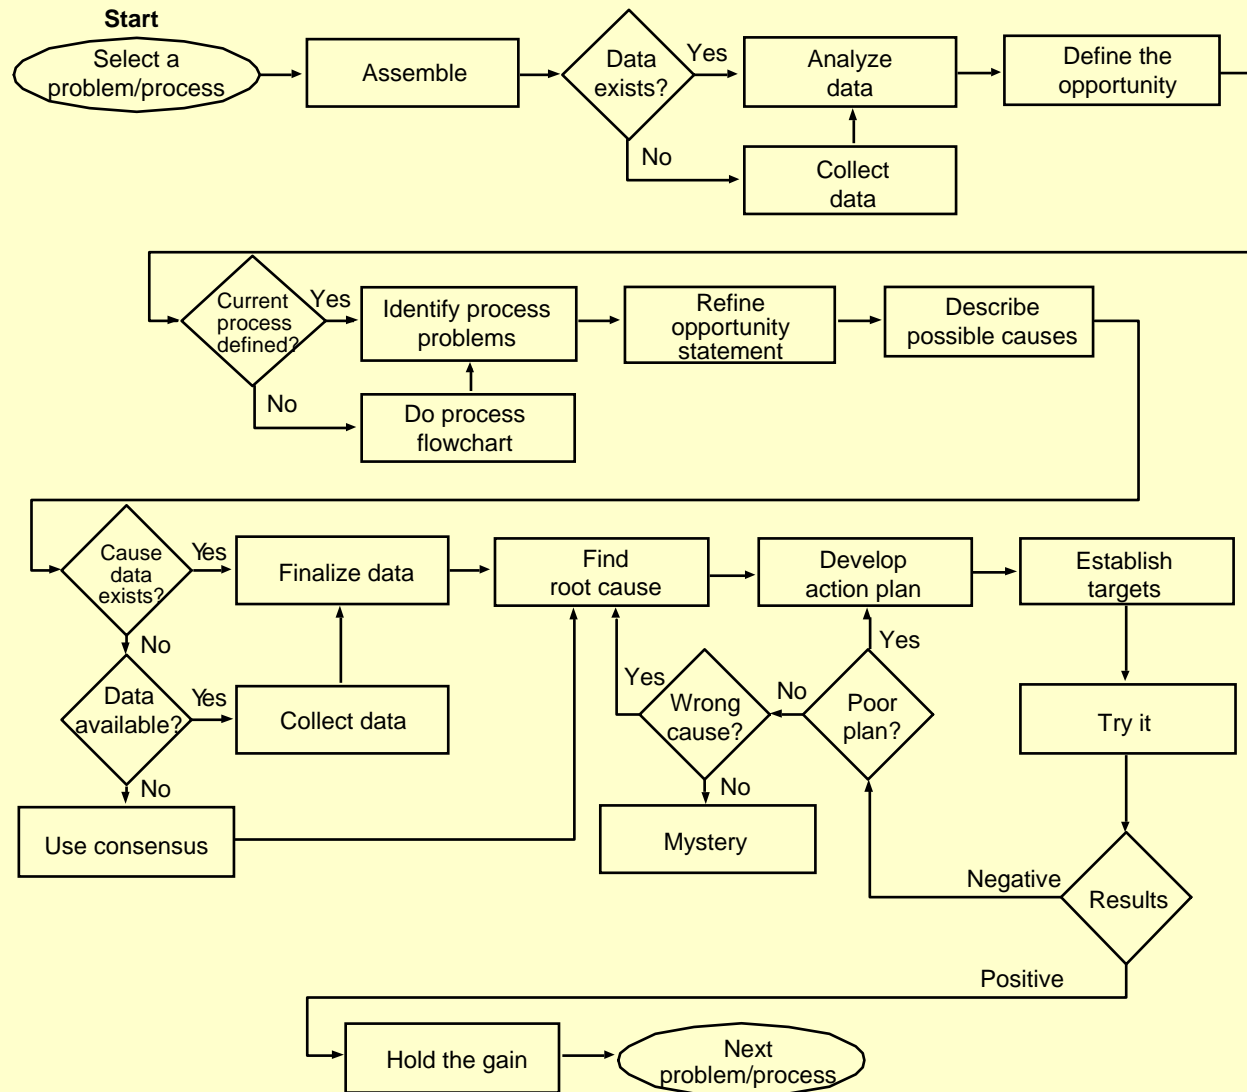 Start
Select a
problem/process
Assemble
Data
exists?
Yes
No
Analyze
data
Collect
data
Define the
opportunity
Current
process
defined?
Yes
No
Identify process
problems
Do process
flowchart
Refine
opportunity
statement
Describe
possible causes
Cause
data
exists?
Yes
No
Finalize data
Find
root cause
Develop
action plan
Establish
targets
Data
available?
Yes
No
Collect data
Use consensus
Yes
Wrong
cause?
No
No
Mystery
Yes
Poor
plan?
Try it
Negative
Results
Positive
Hold the gain
Next
problem/process